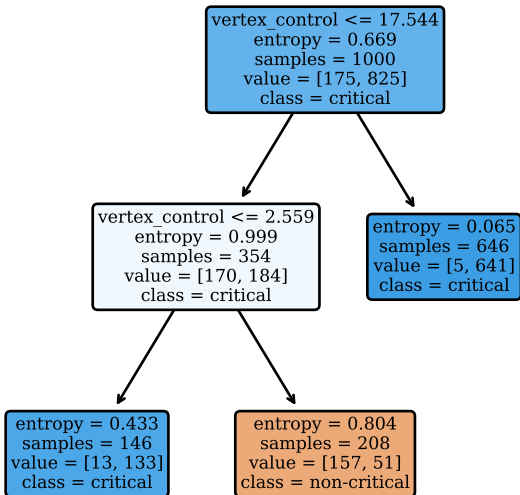 vertex_control <= 17.544
entropy = 0.669
samples = 1000
value = [175, 825]
class = critical
vertex_control <= 2.559
entropy = 0.999
samples = 354
value = [170, 184]
class = critical
entropy = 0.065
samples = 646
value = [5, 641]
class = critical
entropy = 0.433
samples = 146
value = [13, 133]
class = critical
entropy = 0.804
samples = 208
value = [157, 51]
class = non-critical